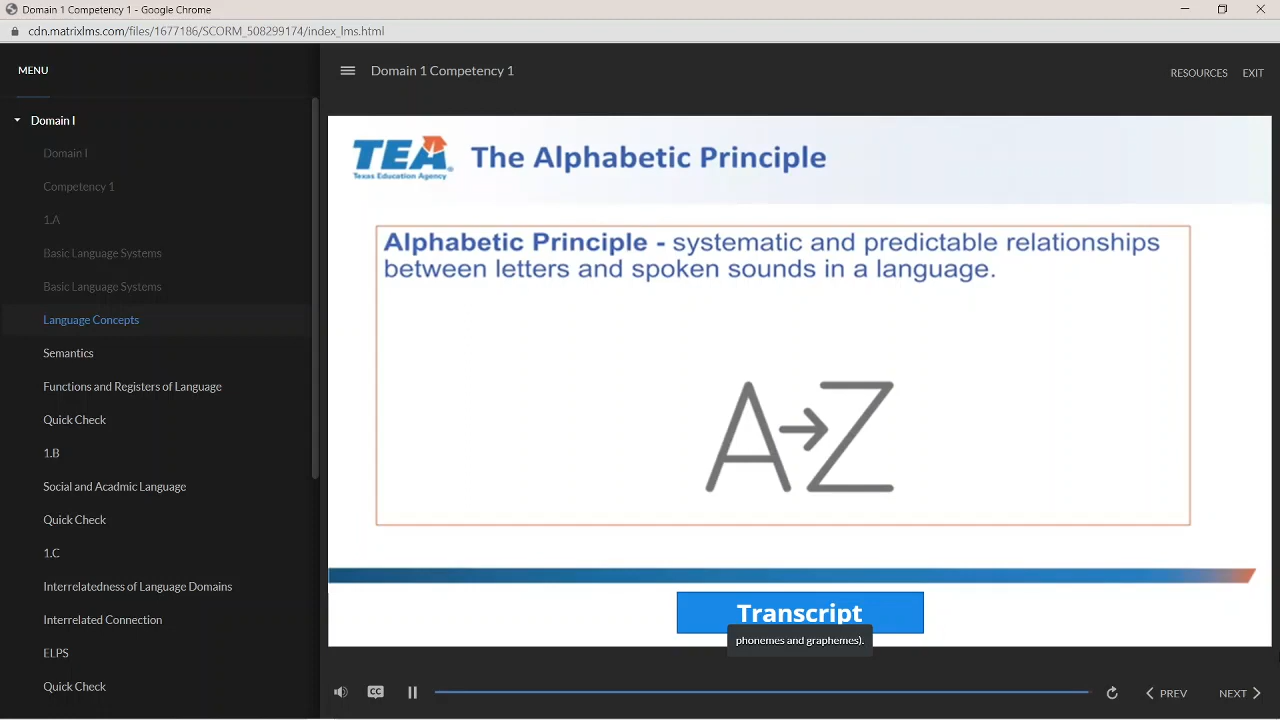 Domain 1 Competency 1 - Google Chrome
cdn.matrixlms.com/files/1677186/SCORM_508299174/index_lms.html
MENU
Domain I
Domain I
Competency 1
1.A
Basic Language Systems
Basic Language Systems
Language Concepts
Semantics
Functions and Registers of Language
Quick Check
1.B
Social and Acadmic Language
Quick Check
1.C
Interrelatedness of Language Domains
Interrelated Connection
ELPS
Quick Check
Domain 1 Competency 1
RESOURCES EXIT
TEA
Texas Education Agency
The Alphabetic Principle
Alphabetic Principle - systematic and predictable relationships
between letters and spoken sounds in a language.
A→Z
Transcript
phonemes and graphemes).
CC
PREV NEXT